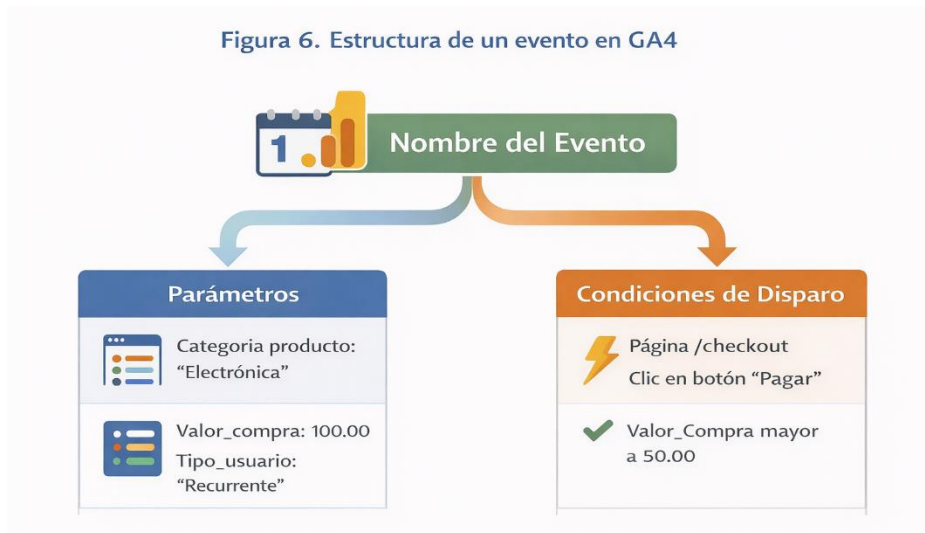 Figura 6. Estructura de un evento en GA4
1
Nombre del Evento
Parámetros
Categoria producto:
“Electrónica”
Valor_compra: 100.00
Tipo_usuario:
“Recurrente”
Condiciones de Disparo
Página /checkout
Clic en botón “Pagar”
Valor_Compra mayor
a 50.00